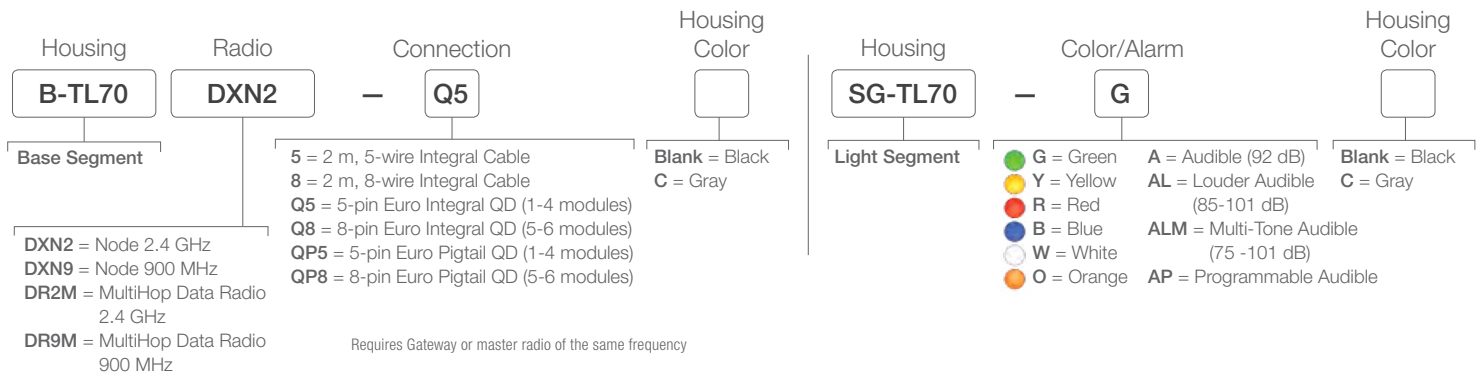 Housing
Radio
Connection
Housing
Color
B-TL70
DXN2
–
Q5
Base Segment
DXN2 = Node 2.4 GHz
DXN9 = Node 900 MHz
DR2M = MultiHop Data Radio
2.4 GHz
DR9M = MultiHop Data Radio
900 MHz
5 = 2 m, 5-wire Integral Cable
8 = 2 m, 8-wire Integral Cable
Q5 = 5-pin Euro Integral QD (1-4 modules)
Q8 = 8-pin Euro Integral QD (5-6 modules)
QP5 = 5-pin Euro Pigtail QD (1-4 modules)
QP8 = 8-pin Euro Pigtail QD (5-6 modules)
Blank = Black
C = Gray
Requires Gateway or master radio of the same frequency
Housing
Color/Alarm
Housing
Color
SG-TL70
–
G
Light Segment
G = Green
Y = Yellow
R = Red
B = Blue
W = White
O = Orange
A = Audible (92 dB)
AL = Louder Audible
(85-101 dB)
ALM = Multi-Tone Audible
(75 -101 dB)
AP = Programmable Audible
Blank = Black
C = Gray